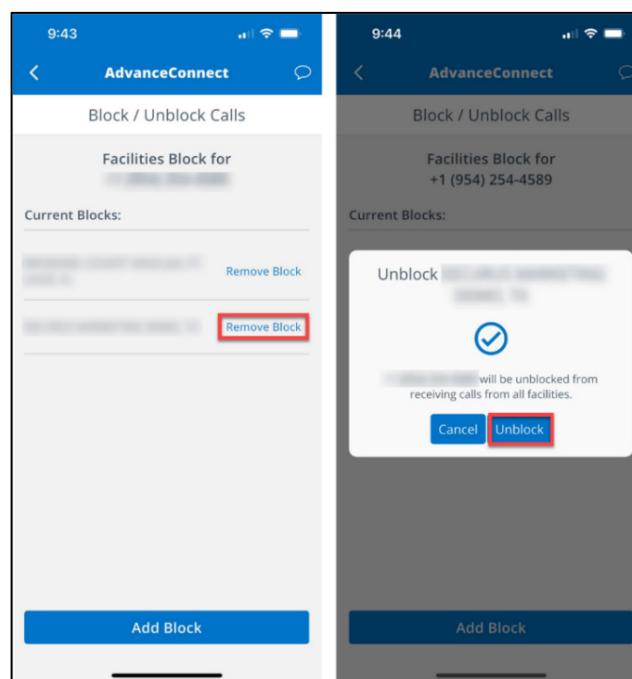 9:43
AdvanceConnect
Block / Unblock Calls
Facilities Block for
Current Blocks:
Remove Block
Remove Block
Add Block
9:44
AdvanceConnect
Block / Unblock Calls
Facilities Block for
+1 (954) 254-4589
Current Blocks:
Unblock
will be unblocked from
receiving calls from all facilities.
Cancel
Unblock
Add Block